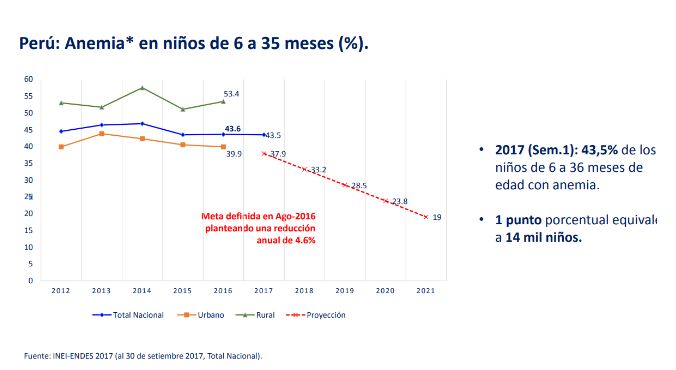 Perú: Anemia* en niños de 6 a 35 meses (%).
60
55
50
45
40
35
30
25
20
15
10
5
0
53.4
43.6
43.5
39.9
37.9
33.2
28.5
23.8
19
Meta definida en Ago-2016
planteando una reducción
anual de 4.6%
2012 2013 2014 2015 2016 2017 2018 2019 2020 2021
Total Nacional Urbano Rural Proyección
• 2017 (Sem.1): 43,5% de los
niños de 6 a 36 meses de
edad con anemia.
• 1 punto porcentual equivale
a 14 mil niños.
Fuente: INEI-ENDES 2017 (al 30 de setiembre 2017, Total Nacional).